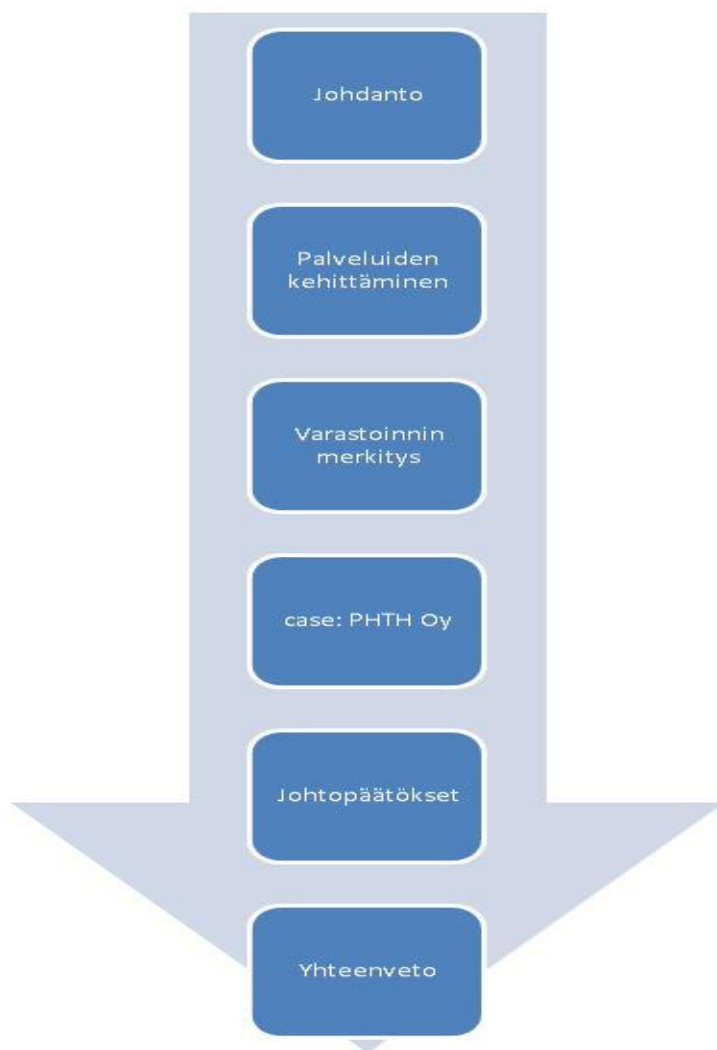 Johdanto
Palveluiden
kehittäminen
Varastoinnin
merkitys
case: PHTH Oy
Johtopäätökset
Yhteenveto